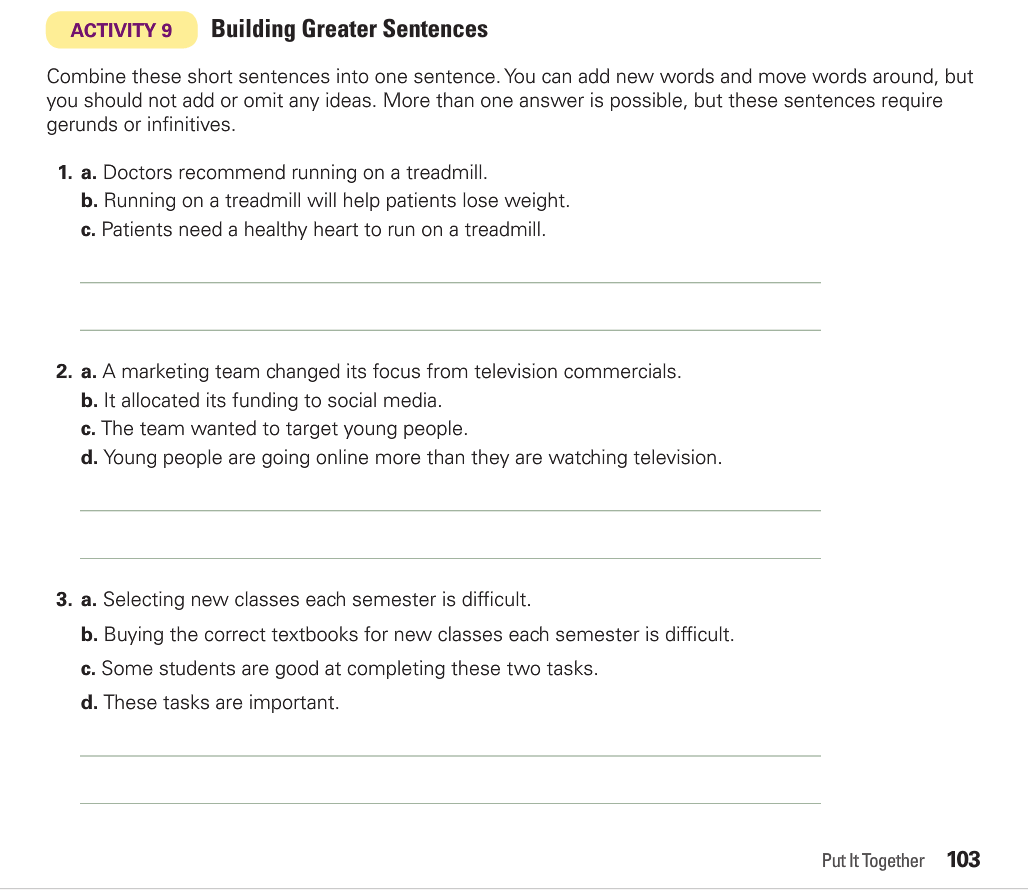 ACTIVITY 9 Building Greater Sentences
Combine these short sentences into one sentence. You can add new words and move words around, but
you should not add or omit any ideas. More than one answer is possible, but these sentences require
gerunds or infinitives.
1. a. Doctors recommend running on a treadmill.
b. Running on a treadmill will help patients lose weight.
c. Patients need a healthy heart to run on a treadmill.
2. a. A marketing team changed its focus from television commercials.
b. It allocated its funding to social media.
c. The team wanted to target young people.
d. Young people are going online more than they are watching television.
3. a. Selecting new classes each semester is difficult.
b. Buying the correct textbooks for new classes each semester is difficult.
c. Some students are good at completing these two tasks.
d. These tasks are important.
Put It Together 103